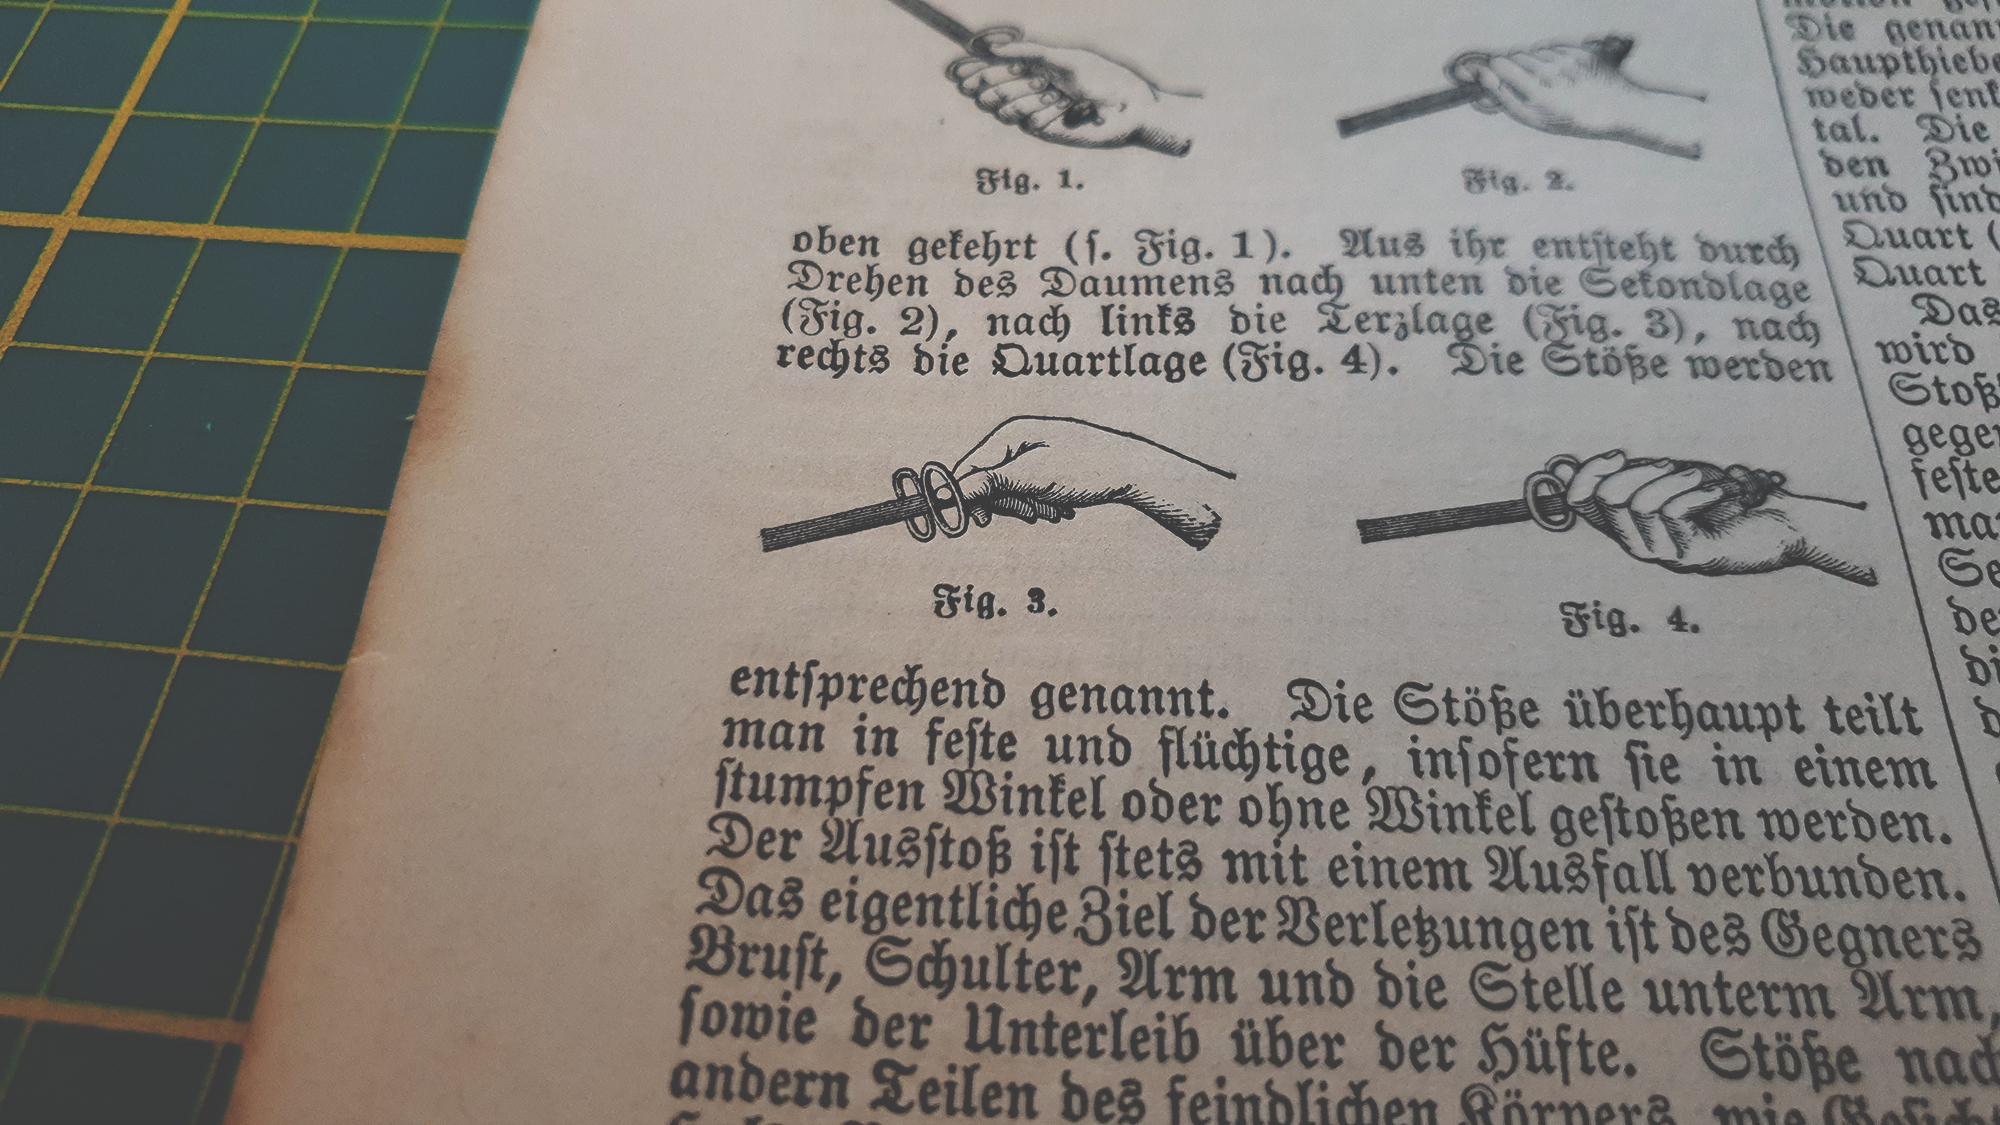 Fig. 1.
Fig. 2.
oben gekehrt (ſ. Fig. 1). Aus ihr entſteht durch
Drehen des Daumens nach unten die Sekondlage
(Fig. 2), nach links die Terzlage (Fig. 3), nach
rechts die Quartlage (Fig. 4). Die Stöße werden
Fig. 3.
Fig. 4.
entſprechend genannt. Die Stöße überhaupt teilt
man in feſte und flüchtige, inſofern ſie in einem
ſtumpfen Winkel oder ohne Winkel geſtoßen werden.
Der Ausſtoß iſt ſtets mit einem Ausfall verbunden.
Das eigentliche Ziel der Verletzungen iſt des Gegners
Bruſt, Schulter, Arm und die Stelle unterm Arm,
ſowie der Unterleib über der Hüfte. Stöße nach
andern Teilen des feindlichen Körpers, wie
Die genann
Haupthiebe
weder ſenk
tal. Die
den Zwi
und ſind
Quart (
Quart
Das
wird
Stoß
gegen
feſte
man
Se